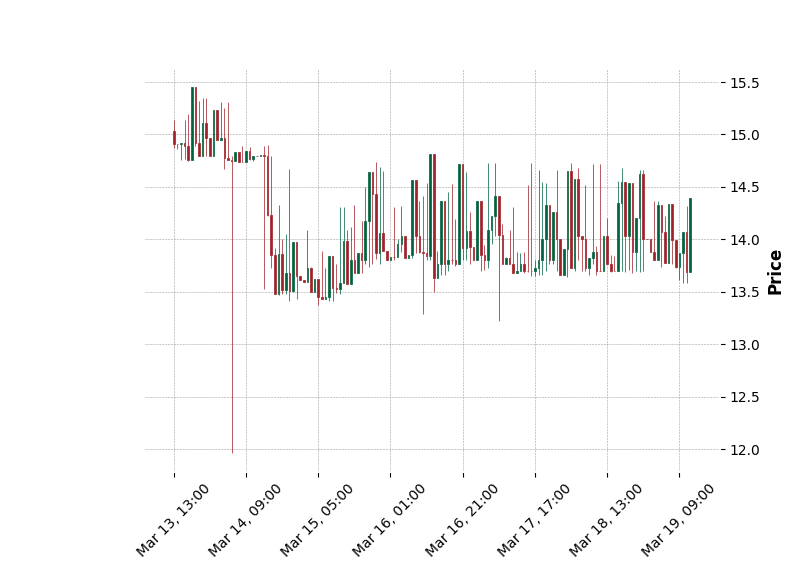 15.5
15.0
14.5
14.0
13.5
13.0
12.5
12.0
Price
Mar 13, 13:00
Mar 14, 09:00
Mar 15, 05:00
Mar 16, 01:00
Mar 16, 21:00
Mar 17, 17:00
Mar 18, 13:00
Mar 19, 09:00